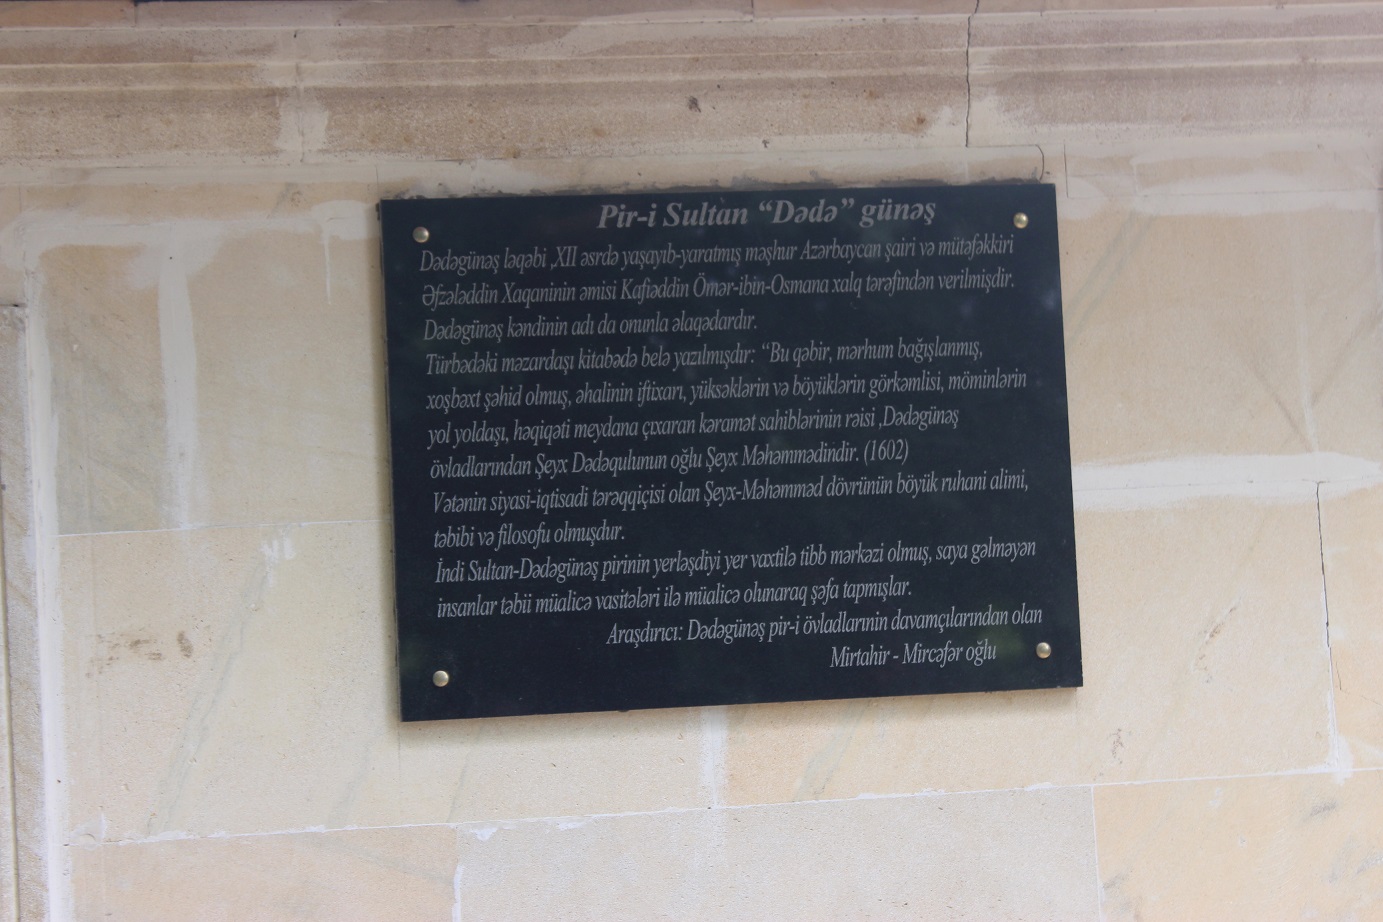 Pir-i Sultan “Dədə” günəş
Dədəgünəş ləqəbi ,XII əsrdə yaşayıb-yaratmış məşhur Azərbaycan şairi və mütəfəkkiri
Əfzələddin Xaqaninin əmisi Kafiəddin Ömər-ibin-Osmana xalq tərəfindən verilmişdir.
Dədəgünəş kəndinin adı da onunla əlaqədardır.
Türbədəki məzardaşı kitabədə belə yazılmışdır: “Bu qəbir, mərhum bağışlanmış,
xoşbəxt şəhid olmuş, əhalinin iftixarı, yüksəklərin və böyüklərin görkəmlisi, möminlərin
yol yoldaşı, həqiqəti meydana çıxaran kəramət sahiblərinin rəisi ,Dədəgünəş
övladlarından Şeyx Dədəqulunun oğlu Şeyx Məhəmmədindir. (1602)
Vətənin siyasi-iqtisadi tərəqqiçisi olan Şeyx-Məhəmməd dövrünün böyük ruhani alimi,
təbibi və filosofu olmuşdur.
İndi Sultan-Dədəgünəş pirinin yerləşdiyi yer vaxtilə tibb mərkəzi olmuş, saya gəlməyən
insanlar təbii müalicə vasitələri ilə müalicə olunaraq şəfa tapmışlar.
Araşdırıcı: Dədəgünəş pir-i övladlarının davamçılarından olan
Mirtahir - Mircəfər oğlu